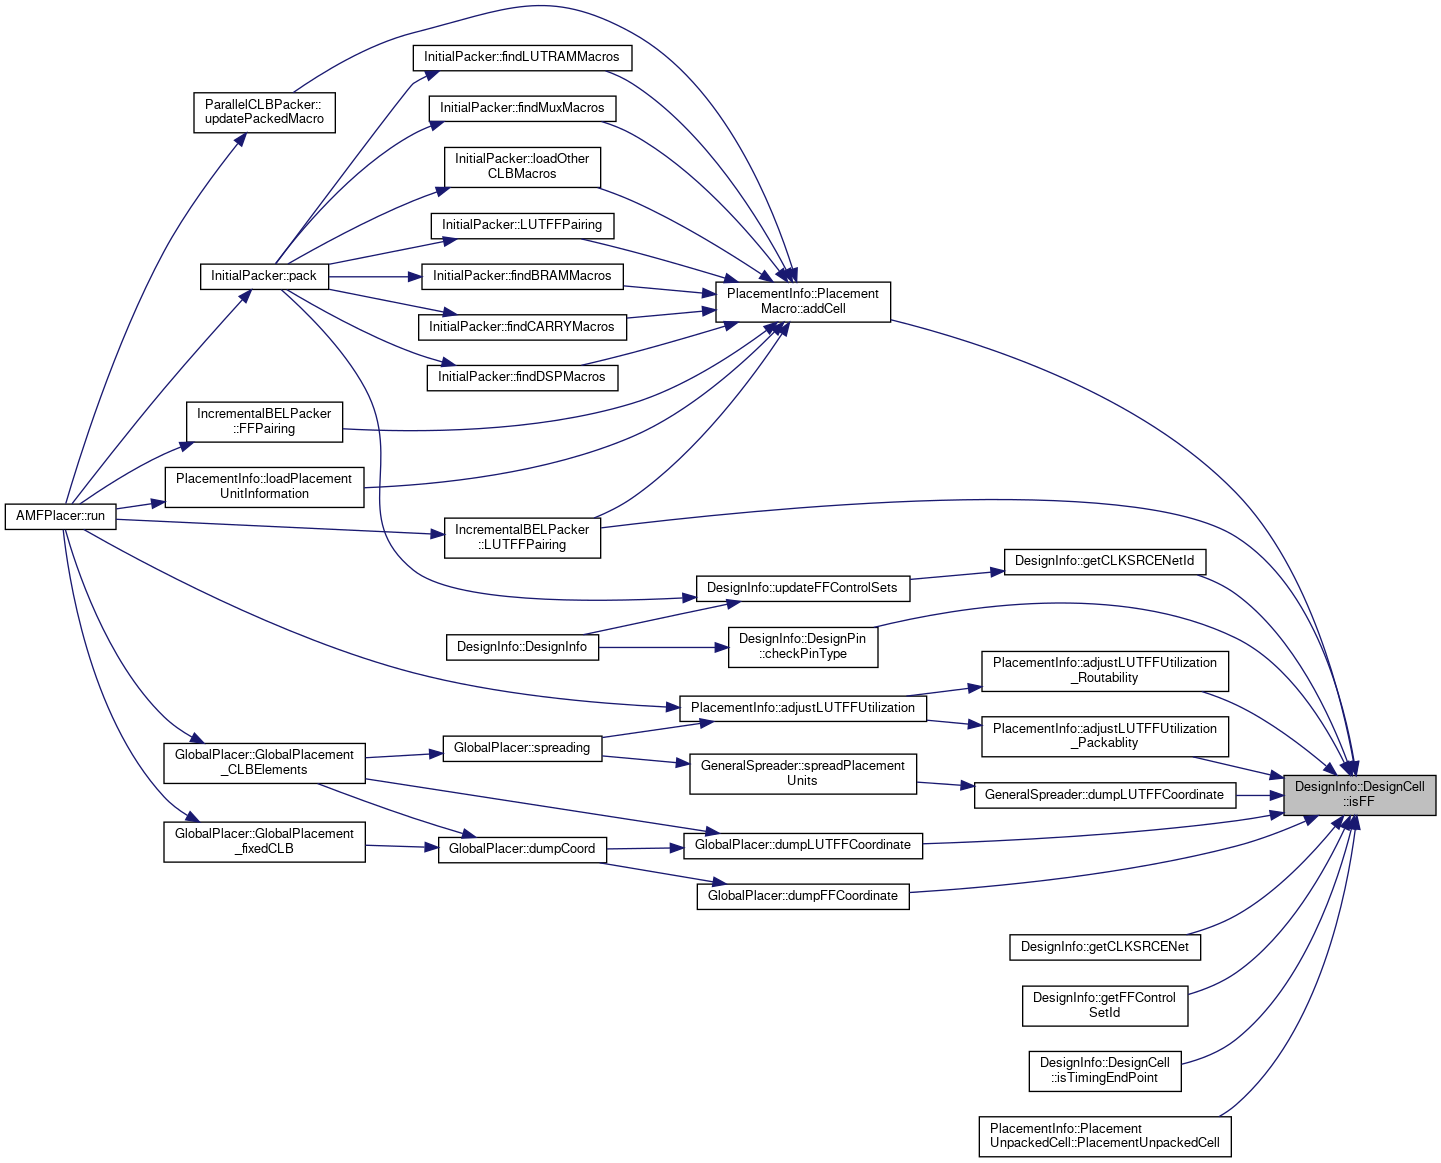 InitialPacker::findLUTRAMMacros
ParallelCLBPacker::
updatePackedMacro
InitialPacker::findMuxMacros
InitialPacker::loadOther
CLBMacros
InitialPacker::LUTFFPairing
InitialPacker::pack
InitialPacker::findBRAMMacros
PlacementInfo::Placement
Macro::addCell
InitialPacker::findCARRYMacros
InitialPacker::findDSPMacros
IncrementalBELPacker
::FFPairing
PlacementInfo::loadPlacement
UnitInformation
AMFPlacer::run
IncrementalBELPacker
::LUTFFPairing
DesignInfo::getCLKSRCENetId
DesignInfo::updateFFControlSets
DesignInfo::DesignInfo
DesignInfo::DesignPin
::checkPinType
PlacementInfo::adjustLUTFFUtilization
_Routability
PlacementInfo::adjustLUTFFUtilization
PlacementInfo::adjustLUTFFUtilization
_Packablity
GlobalPlacer::GlobalPlacement
_CLBElements
GlobalPlacer::spreading
GeneralSpreader::spreadPlacement
Units
GeneralSpreader::dumpLUTFFCoordinate
DesignInfo::DesignCell
::isFF
GlobalPlacer::GlobalPlacement
_fixedCLB
GlobalPlacer::dumpCoord
GlobalPlacer::dumpLUTFFCoordinate
GlobalPlacer::dumpFFCoordinate
DesignInfo::getCLKSRCENet
DesignInfo::getFFControl
SetId
DesignInfo::DesignCell
::isTimingEndPoint
PlacementInfo::Placement
UnpackedCell::PlacementUnpackedCell